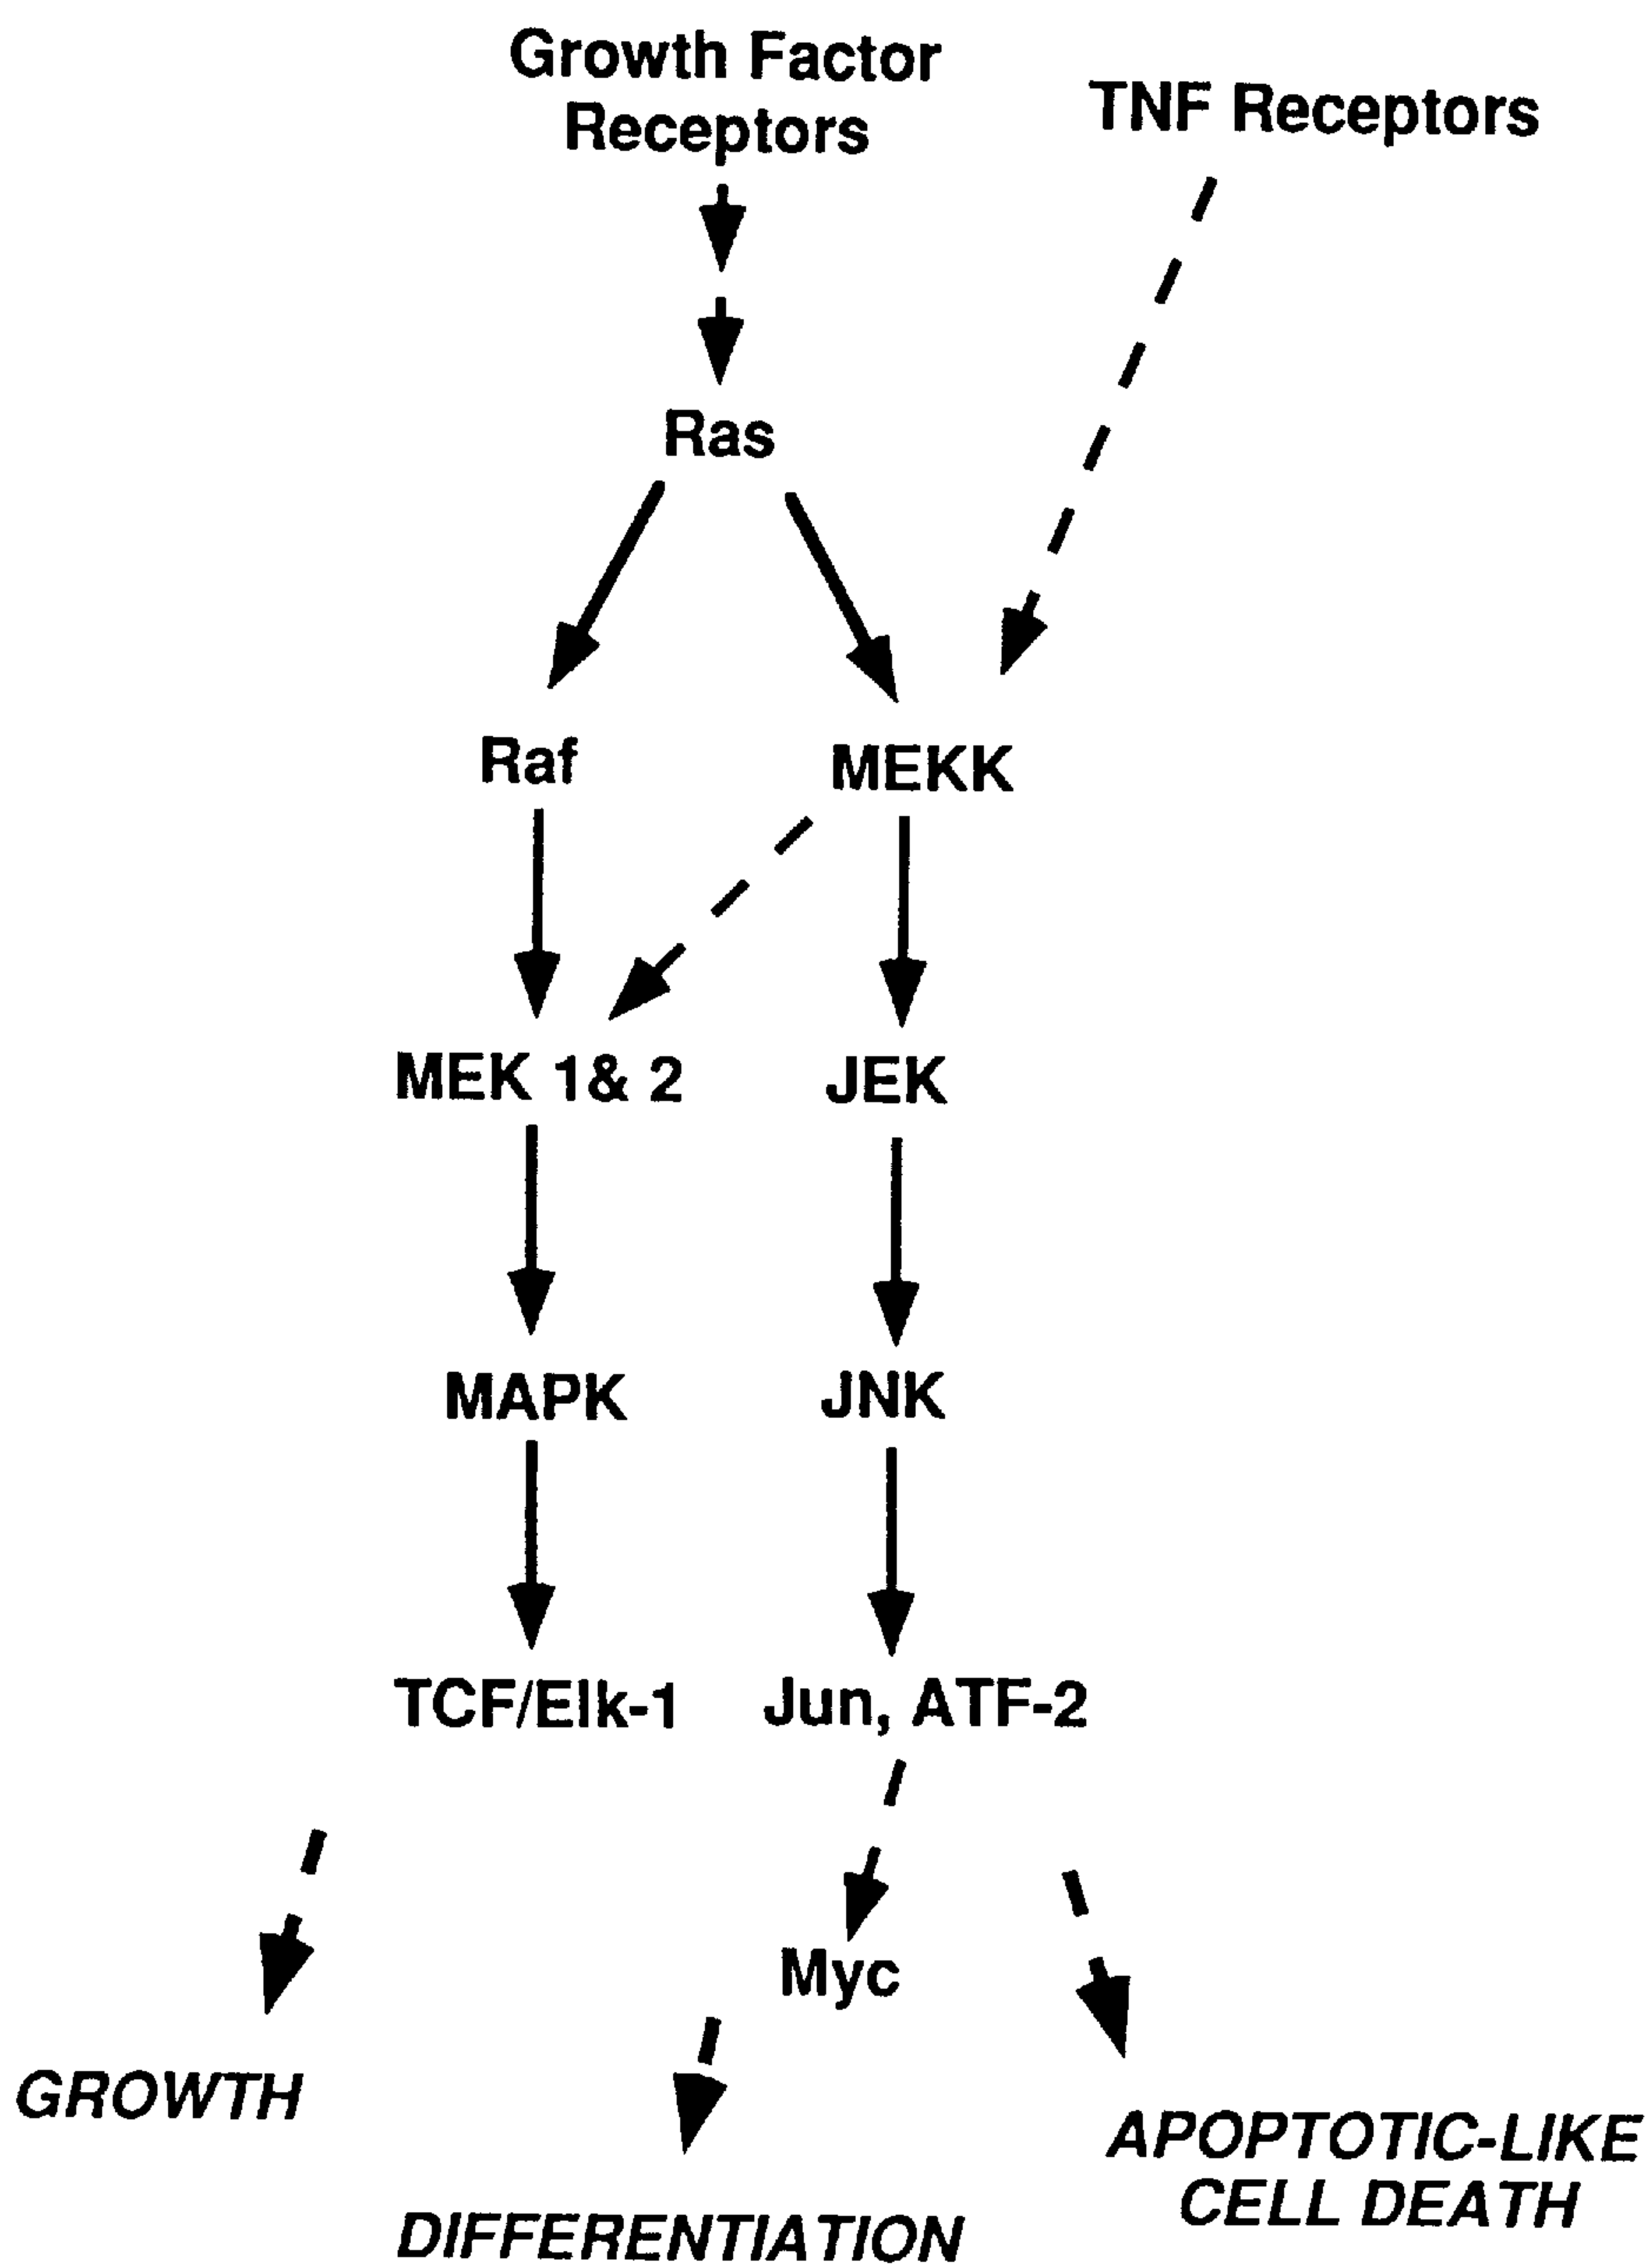 Growth Factor
Receptors
TNF Receptors
Ras
Raf
MEKK
MEK 1& 2
JEK
MAPK
JNK
TCF/Elk-1
Jun, ATF-2
Myc
GROWTH
APOPTOTIC-LIKE
CELL DEATH
DIFFERENTIATION